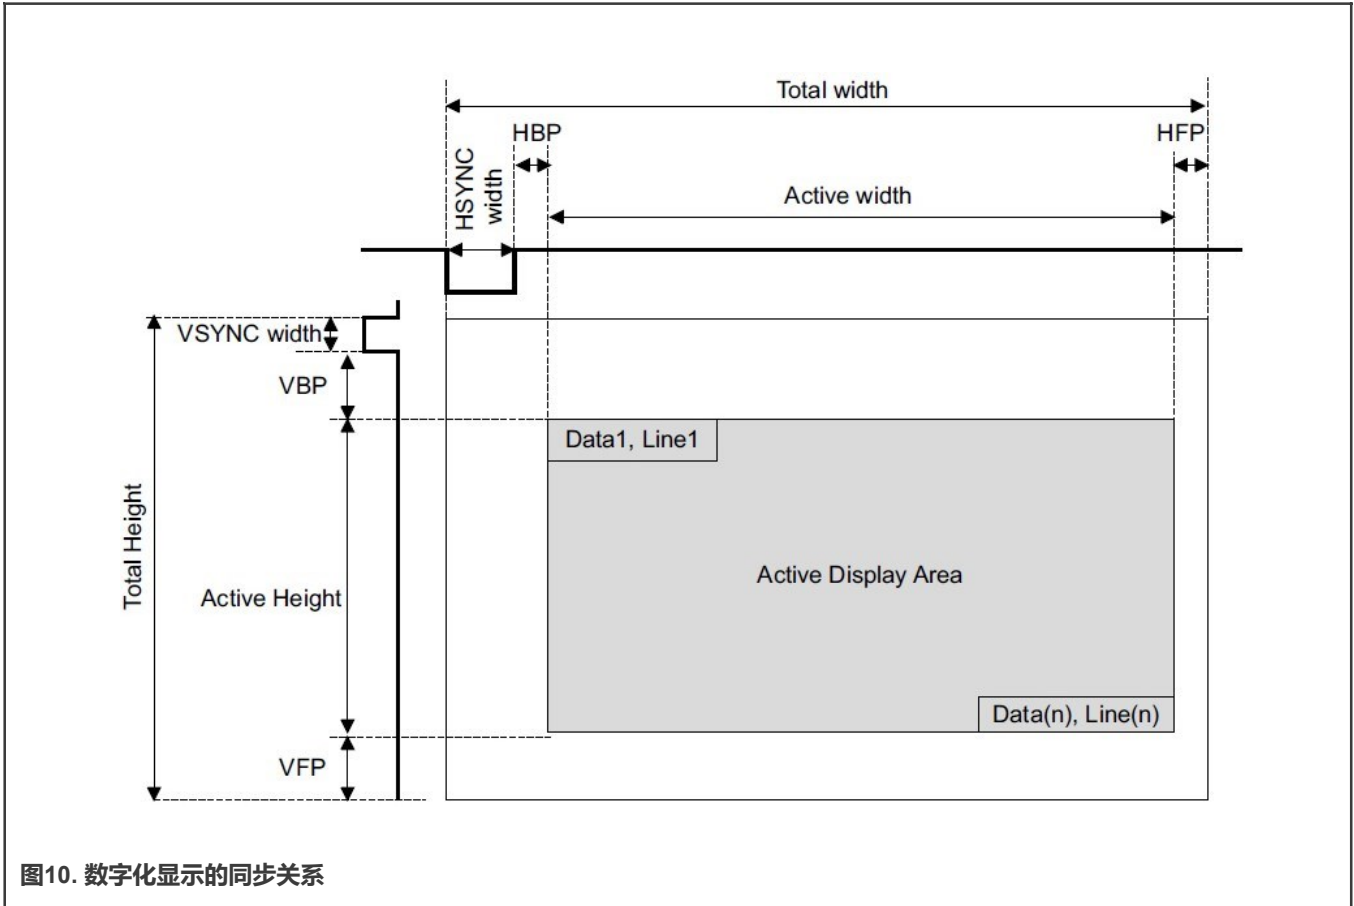 Total width
HBP
HFP
HSYNC
width
Active width
VSYNC width
VBP
Data1, Line1
Total Height
Active Display Area
Active Height
Data(n), Line(n)
VFP
图10. 数字化显示的同步关系